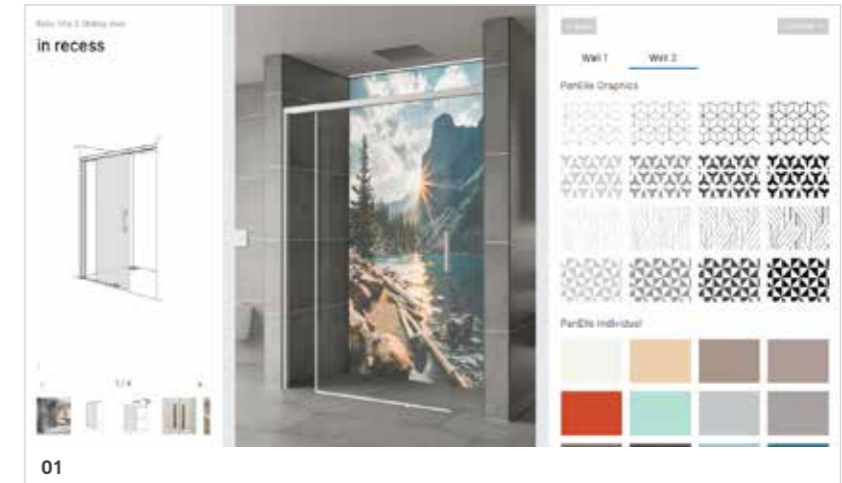 in recess
1/4
Wall 1
Wall 2
PanElle Graphics
PanElle Individual
01